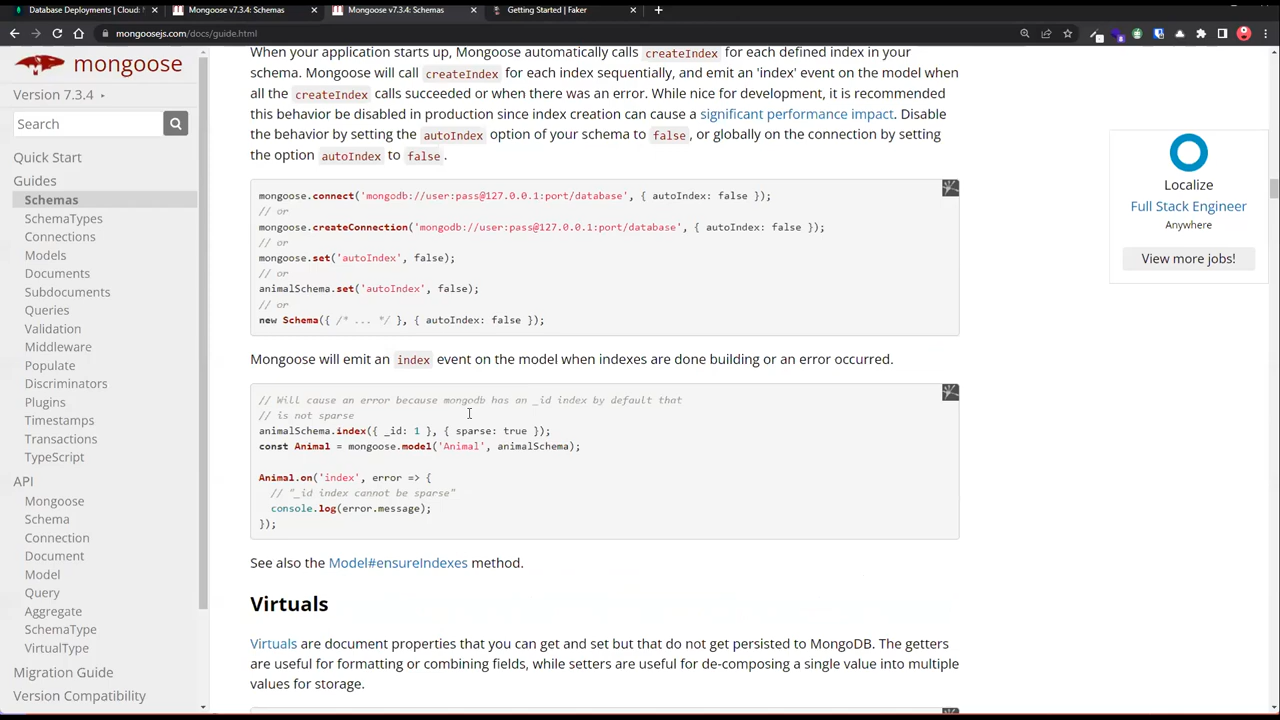 Database Deployments | Cloud: M
Mongoose v7.3.4: Schemas
Mongoose v7.3.4: Schemas
Getting Started | Faker
mongoosejs.com/docs/guide.html
mongoose
Version 7.3.4
Search
Quick Start
Guides
Schemas
SchemaTypes
Connections
Models
Documents
Subdocuments
Queries
Validation
Middleware
Populate
Discriminators
Plugins
Timestamps
Transactions
TypeScript
API
Mongoose
Schema
Connection
Document
Model
Query
Aggregate
SchemaType
VirtualType
Migration Guide
Version Compatibility
When your application starts up, Mongoose automatically calls createIndex for each defined index in your
schema. Mongoose will call createIndex for each index sequentially, and emit an 'index' event on the model when
all the createIndex calls succeeded or when there was an error. While nice for development, it is recommended
this behavior be disabled in production since index creation can cause a significant performance impact. Disable
the behavior by setting the autoIndex option of your schema to false, or globally on the connection by setting
the option autoIndex to false.
mongoose.connect('mongodb://user:pass@127.0.0.1:port/database', { autoIndex: false });
// or
mongoose.createConnection('mongodb://user:pass@127.0.0.1:port/database', { autoIndex: false });
// or
mongoose.set('autoIndex', false);
// or
animalSchema.set('autoIndex', false);
// or
new Schema({ /* ... */ }, { autoIndex: false });
Mongoose will emit an index event on the model when indexes are done building or an error occurred.
// Will cause an error because mongodb has an _id index by default that
// is not sparse
animalSchema.index({ _id: 1 }, { sparse: true });
const Animal = mongoose.model('Animal', animalSchema);
Animal.on('index', error => {
// "_id index cannot be sparse"
console.log(error.message);
});
See also the Model#ensureIndexes method.
Virtuals
Virtuals are document properties that you can get and set but that do not get persisted to MongoDB. The getters
are useful for formatting or combining fields, while setters are useful for de-composing a single value into multiple
values for storage.
Localize
Full Stack Engineer
Anywhere
View more jobs!